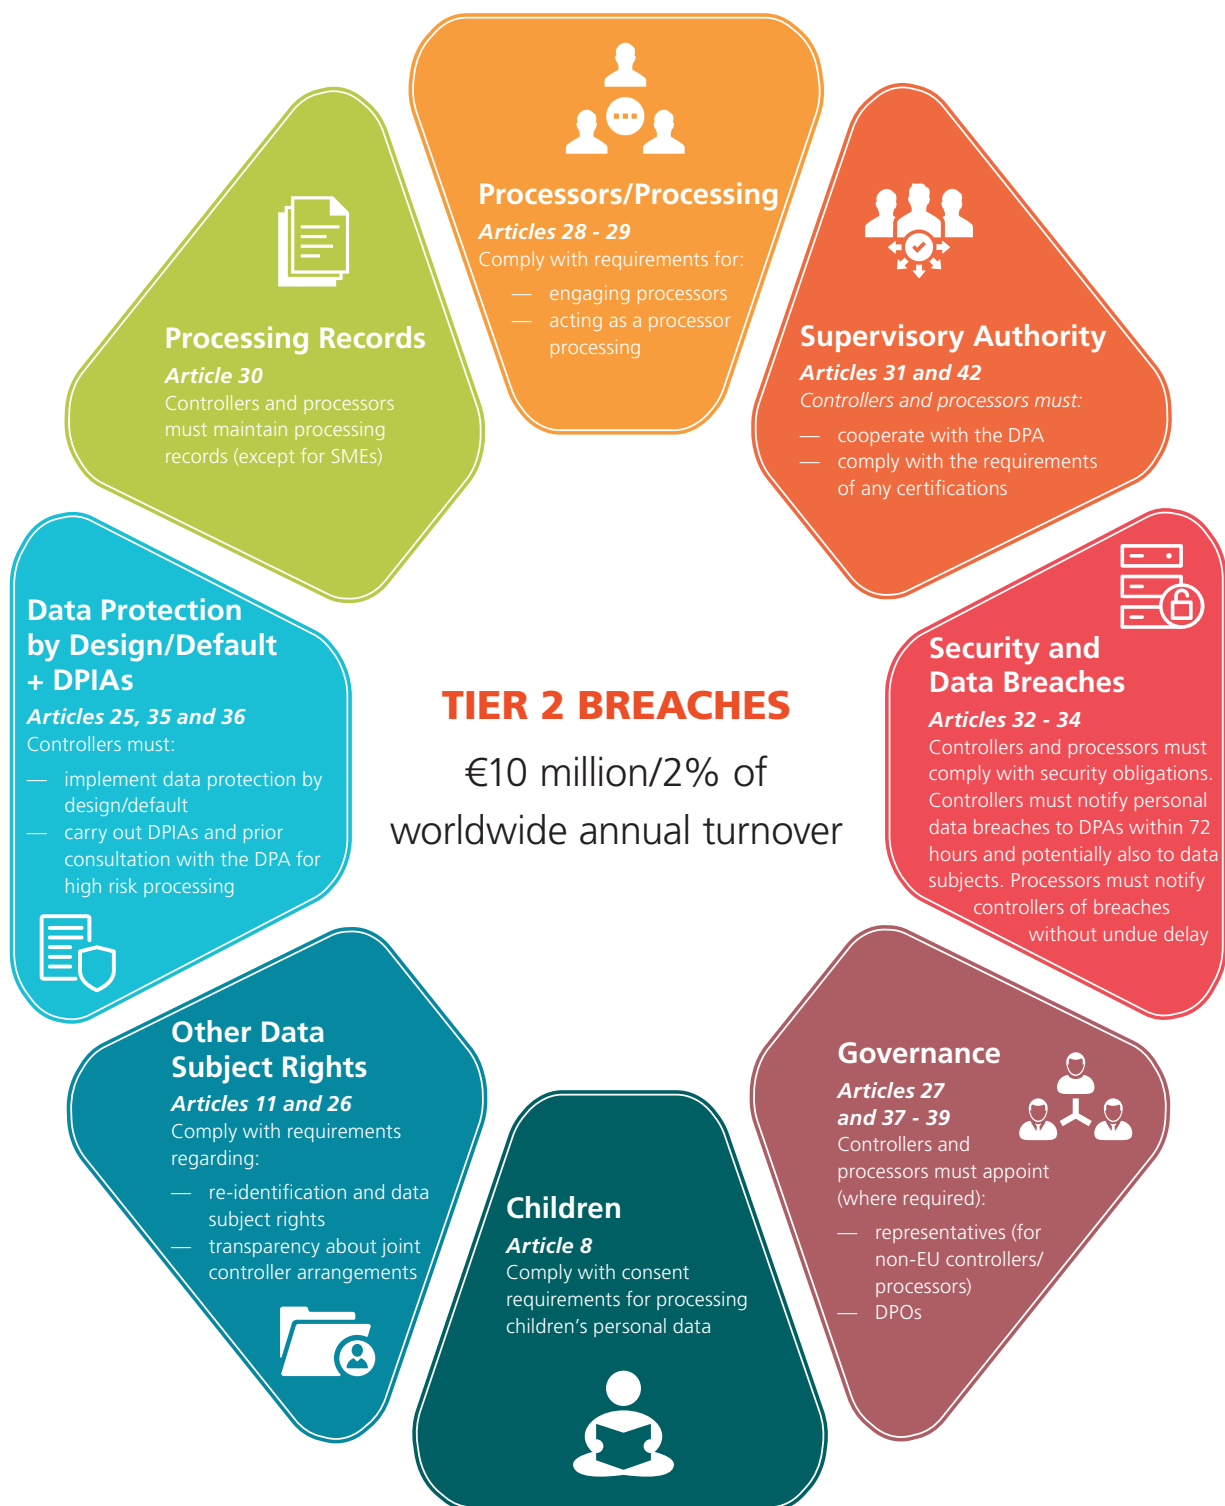 Processors/Processing
Articles 28 - 29
Comply with requirements for:
— engaging processors
— acting as a processor
processing
Supervisory Authority
Articles 31 and 42
Controllers and processors must:
— cooperate with the DPA
— comply with the requirements
of any certifications
Security and
Data Breaches
Articles 32 - 34
Controllers and processors must
comply with security obligations.
Controllers must notify personal
data breaches to DPAs within 72
hours and potentially also to data
subjects. Processors must notify
controllers of breaches
without undue delay
Governance
Articles 27
and 37 - 39
Controllers and
processors must appoint
(where required):
— representatives (for
non-EU controllers/
processors)
— DPOs
Children
Article 8
Comply with consent
requirements for processing
children’s personal data
Other Data
Subject Rights
Articles 11 and 26
Comply with requirements
regarding:
— re-identification and data
subject rights
— transparency about joint
controller arrangements
Data Protection
by Design/Default
+ DPIAs
Articles 25, 35 and 36
Controllers must:
— implement data protection by
design/default
— carry out DPIAs and prior
consultation with the DPA for
high risk processing
Processing Records
Article 30
Controllers and processors
must maintain processing
records (except for SMEs)
TIER 2 BREACHES
€10 million/2% of
worldwide annual turnover